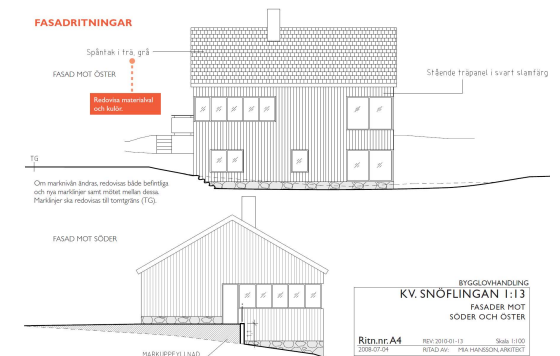 FASADRITNINGAR
Spåntak i trä, grå
FASAD MOT ÖSTER
Stående träpanel i svart slamfärg
Redovisa materialval
och kulör.
TG
Om marknivån ändras, redovisas både befintliga
och nya marklinjer samt mötet mellan dessa.
Marklinjer ska redovisas till tomtgräns (TG).
FASAD MOT SÖDER
BYGGLOVHANDLING
KV. SNÖFLINGAN 1:13
FASADER MOT
SÖDER OCH ÖSTER
Ritn.nr. A4
REV: 2010-01-13
Skala 1:100
2008-07-04
RITAD AV: MIA HANSSON, ARKITEKT
MARKUPPFYLLNAD